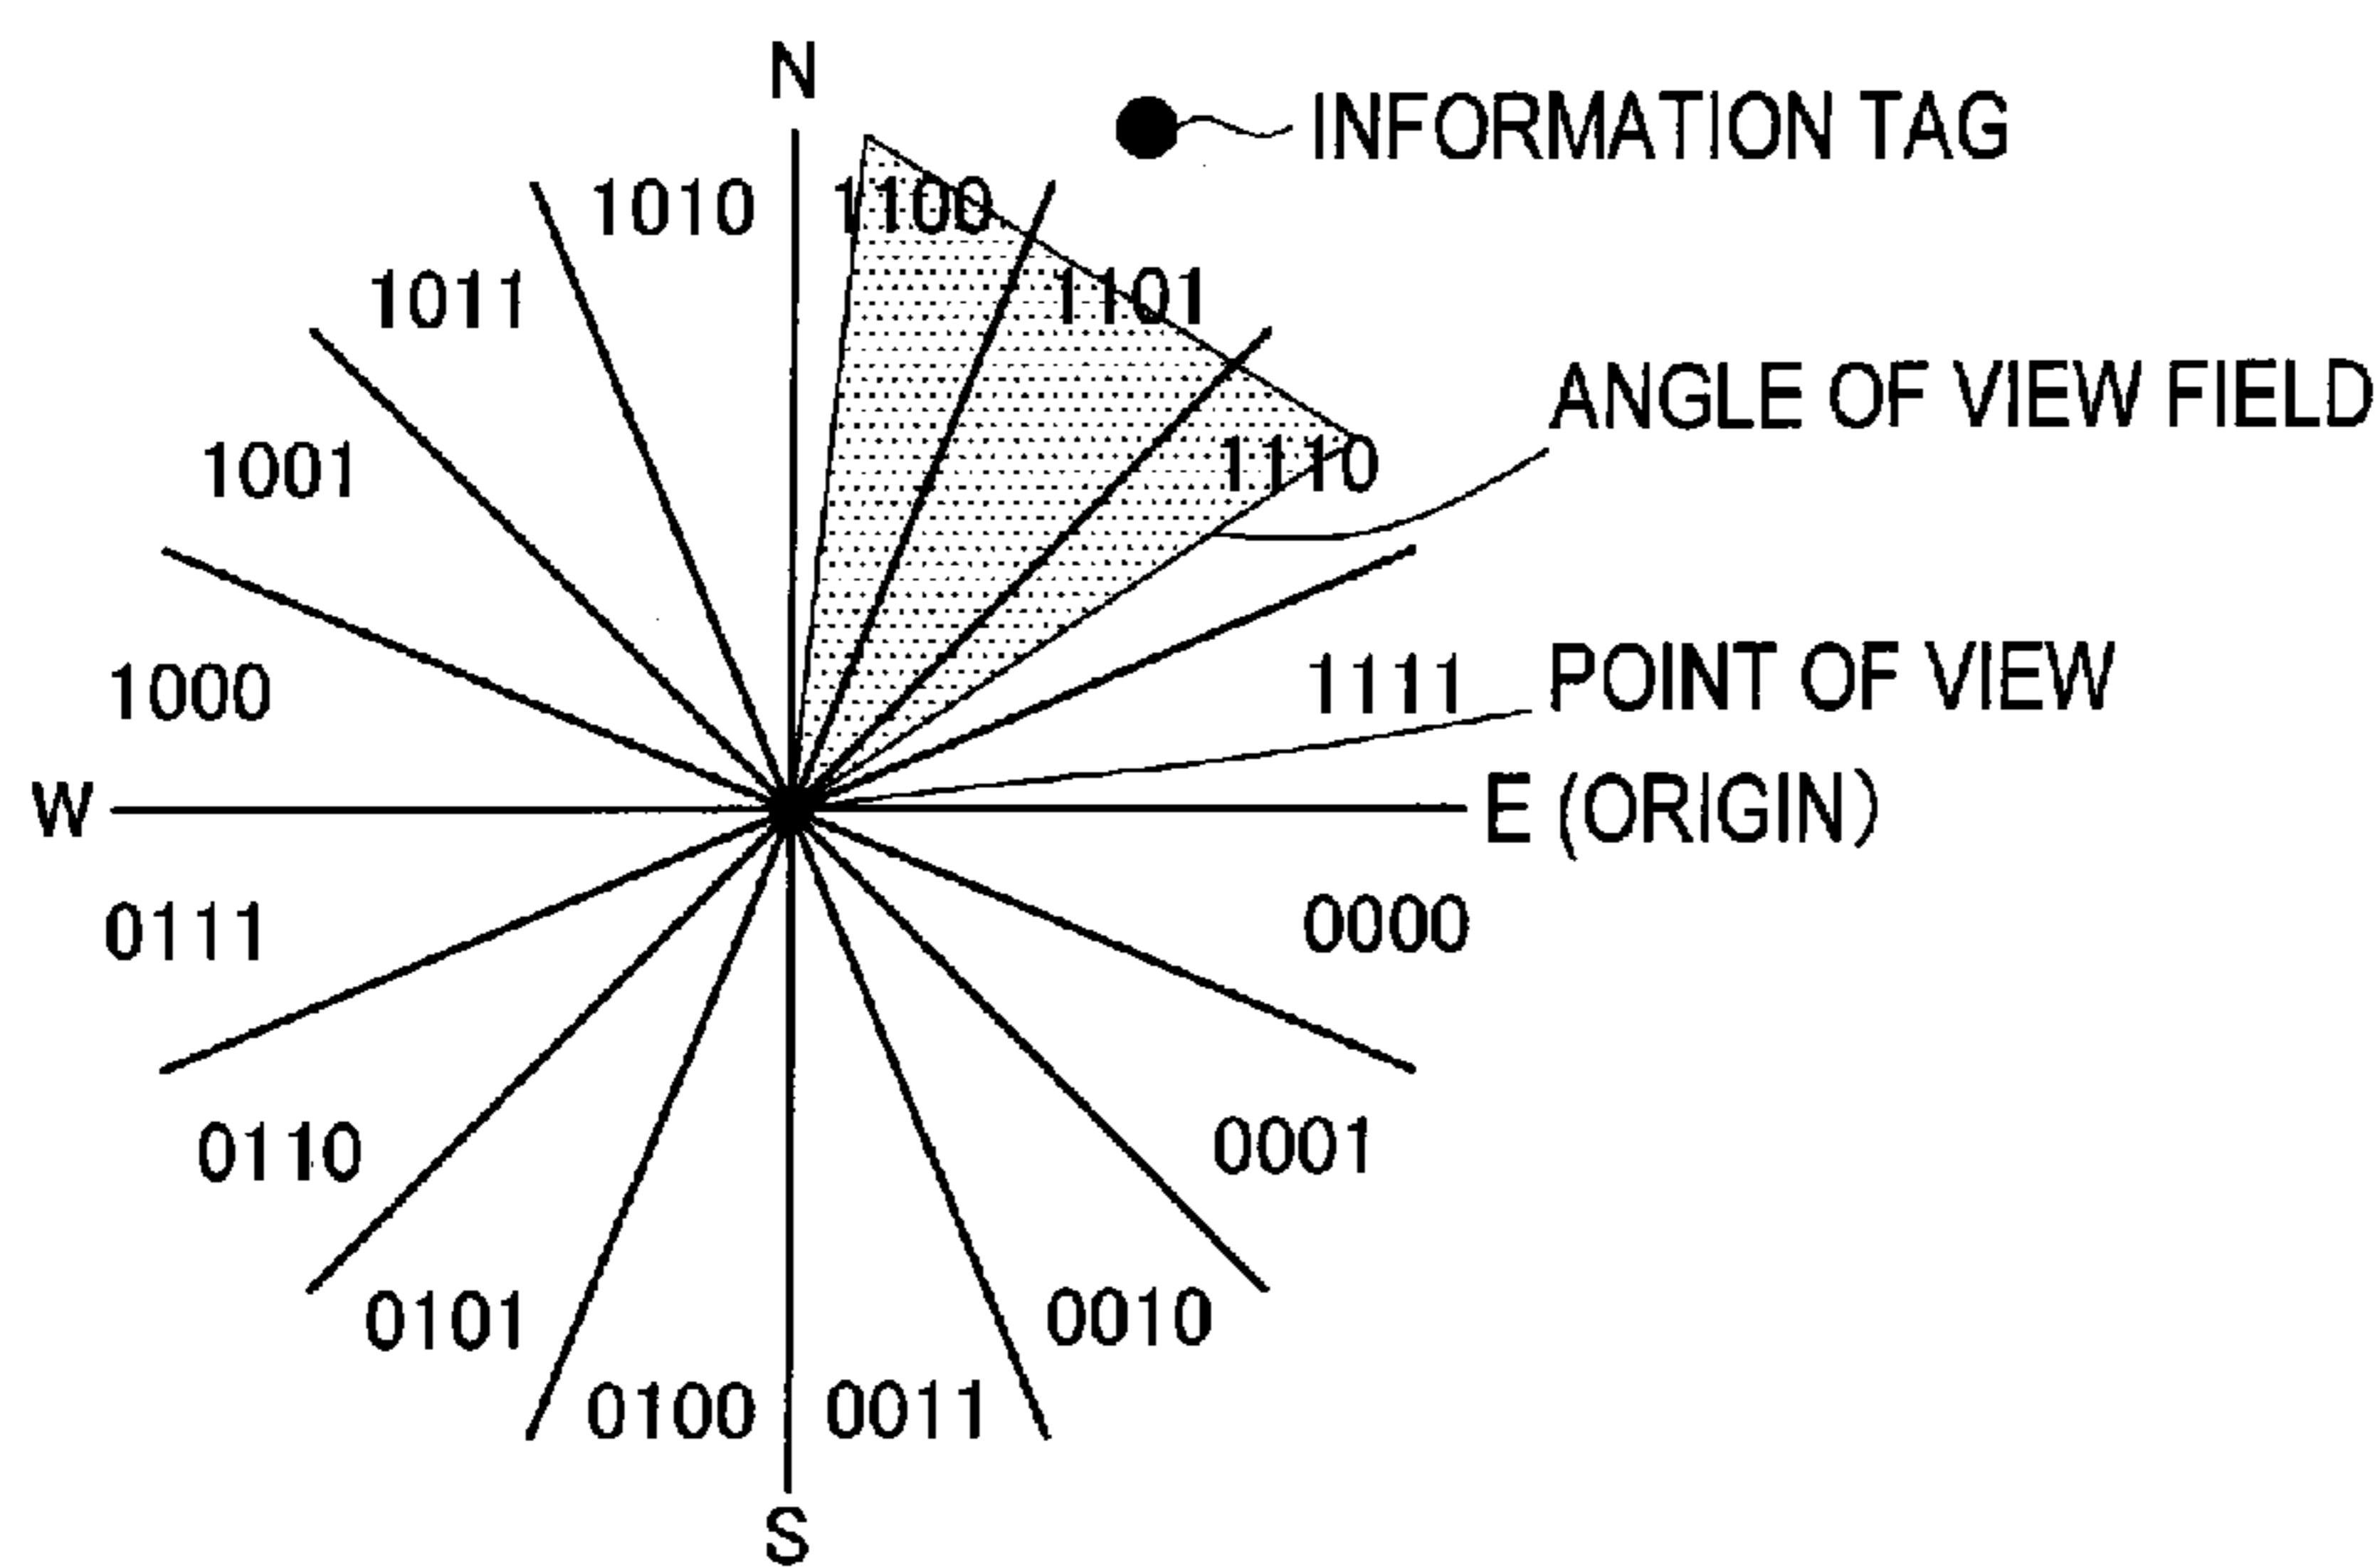 N
INFORMATION TAG
1010
1100
1011
1101
ANGLE OF VIEW FIELD
1001
1110
1000
1111
POINT OF VIEW
W
E (ORIGIN)
0111
0000
0110
0001
0101
0010
0100
0011
S